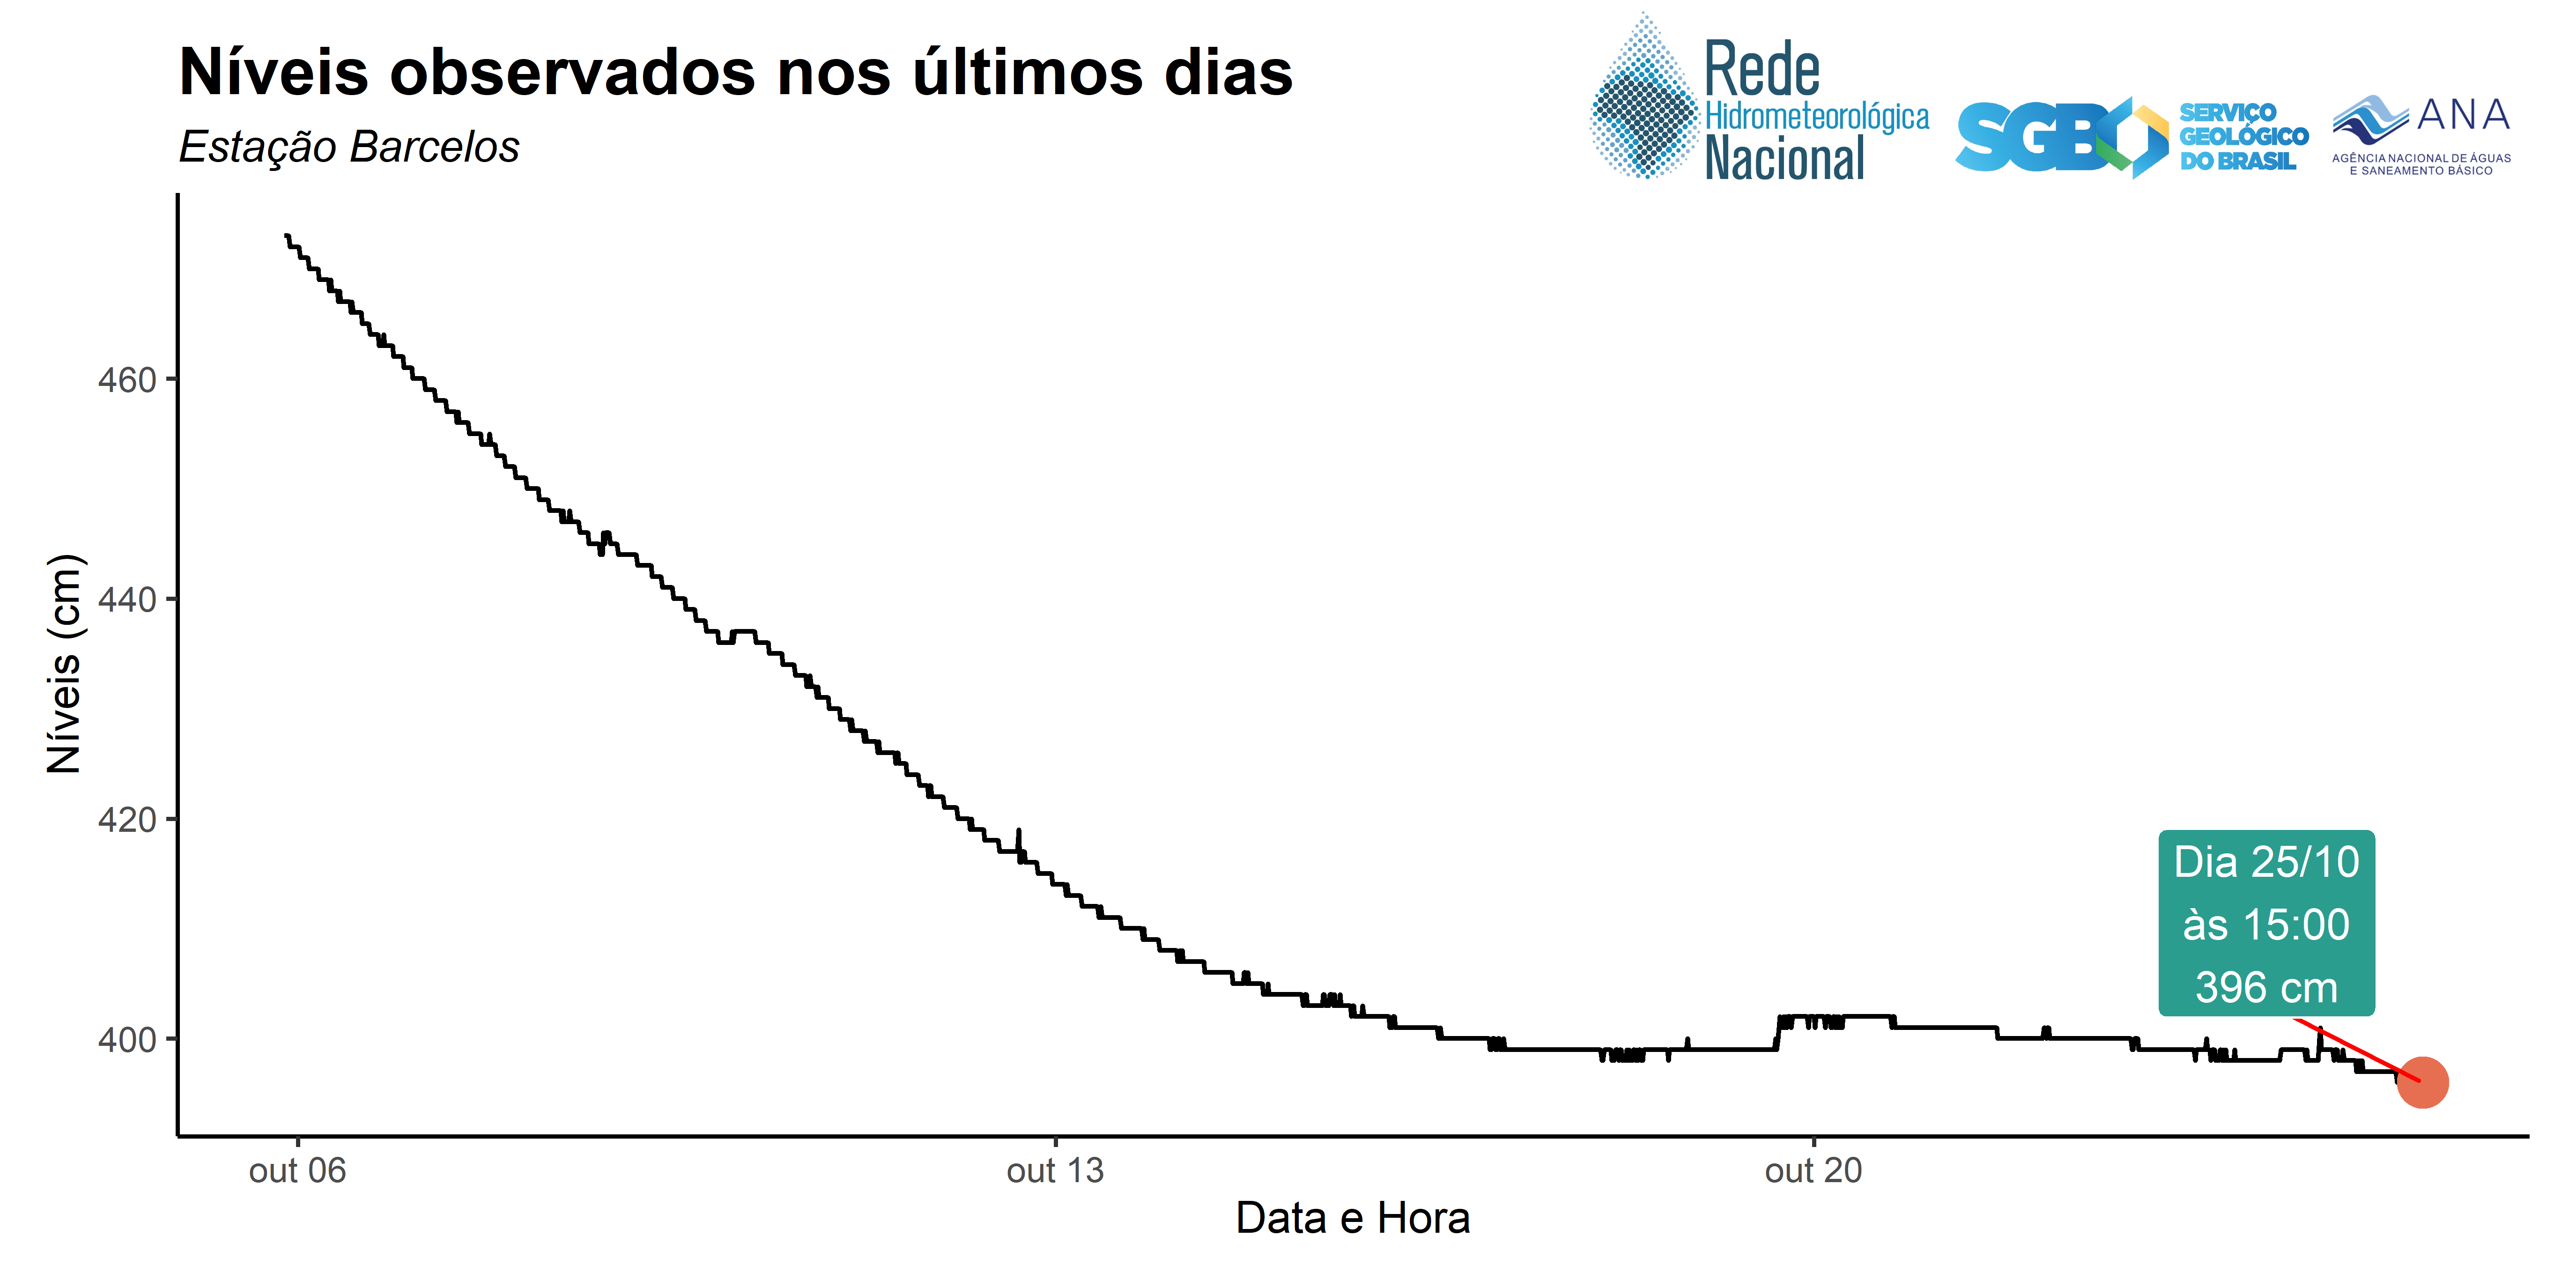 Níveis observados nos últimos dias
Estação Barcelos
Rede
Hidrometeorológica
Nacional
SGB
SERVIÇO
GEOLÓGICO
DO BRASIL
ANA
AGÊNCIA NACIONAL DE ÁGUAS
E SANEAMENTO BÁSICO
Níveis (cm)
460
440
420
400
Dia 25/10
às 15:00
396 cm
out 06
out 13
out 20
Data e Hora